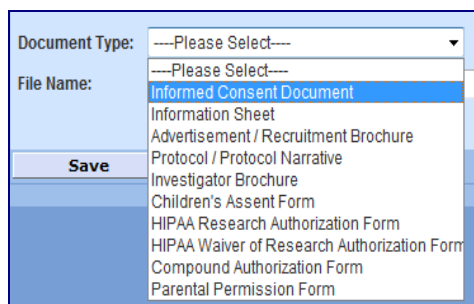 Document Type: ----Please Select----
----Please Select----
File Name:
Informed Consent Document
Information Sheet
Advertisement / Recruitment Brochure
Protocol / Protocol Narrative
Save
Investigator Brochure
Children's Assent Form
HIPAA Research Authorization Form
HIPAA Waiver of Research Authorization Form
Compound Authorization Form
Parental Permission Form